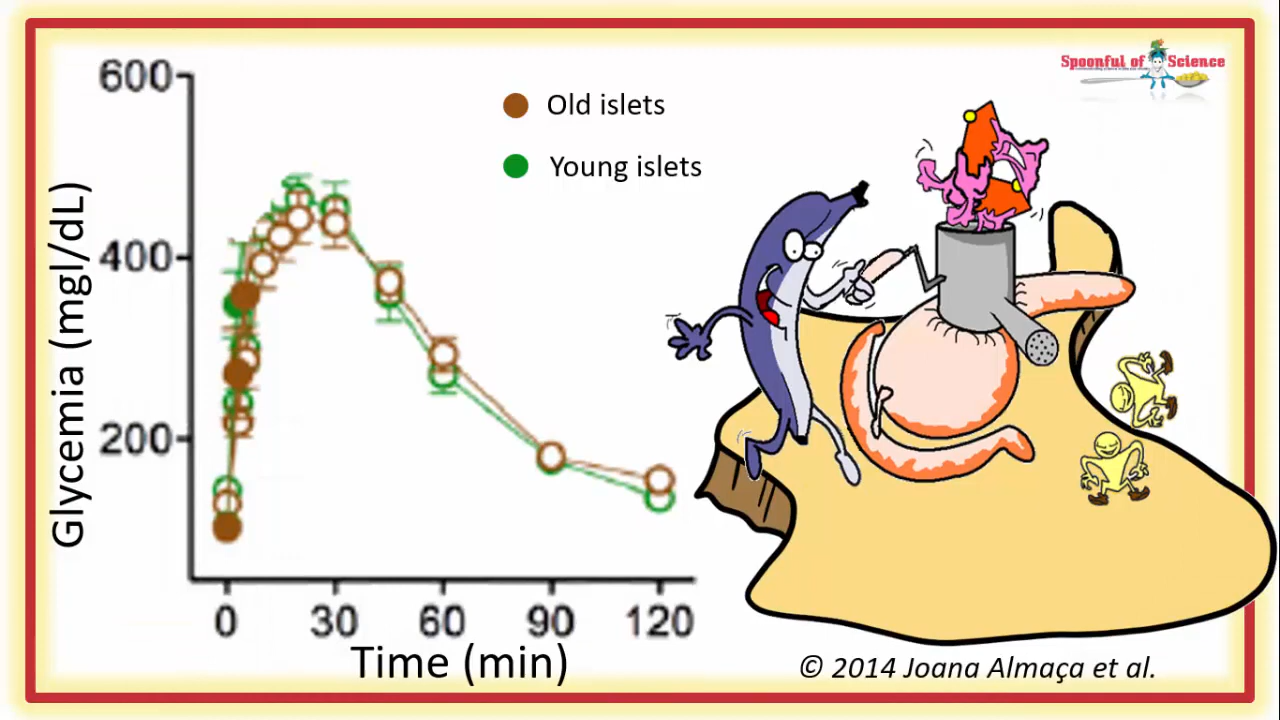 Spoonful of Science
600
400
200
Glycemia (mgl/dL)
Old islets
Young islets
0 30 60 90 120
Time (min)
© 2014 Joana Almaça et al.